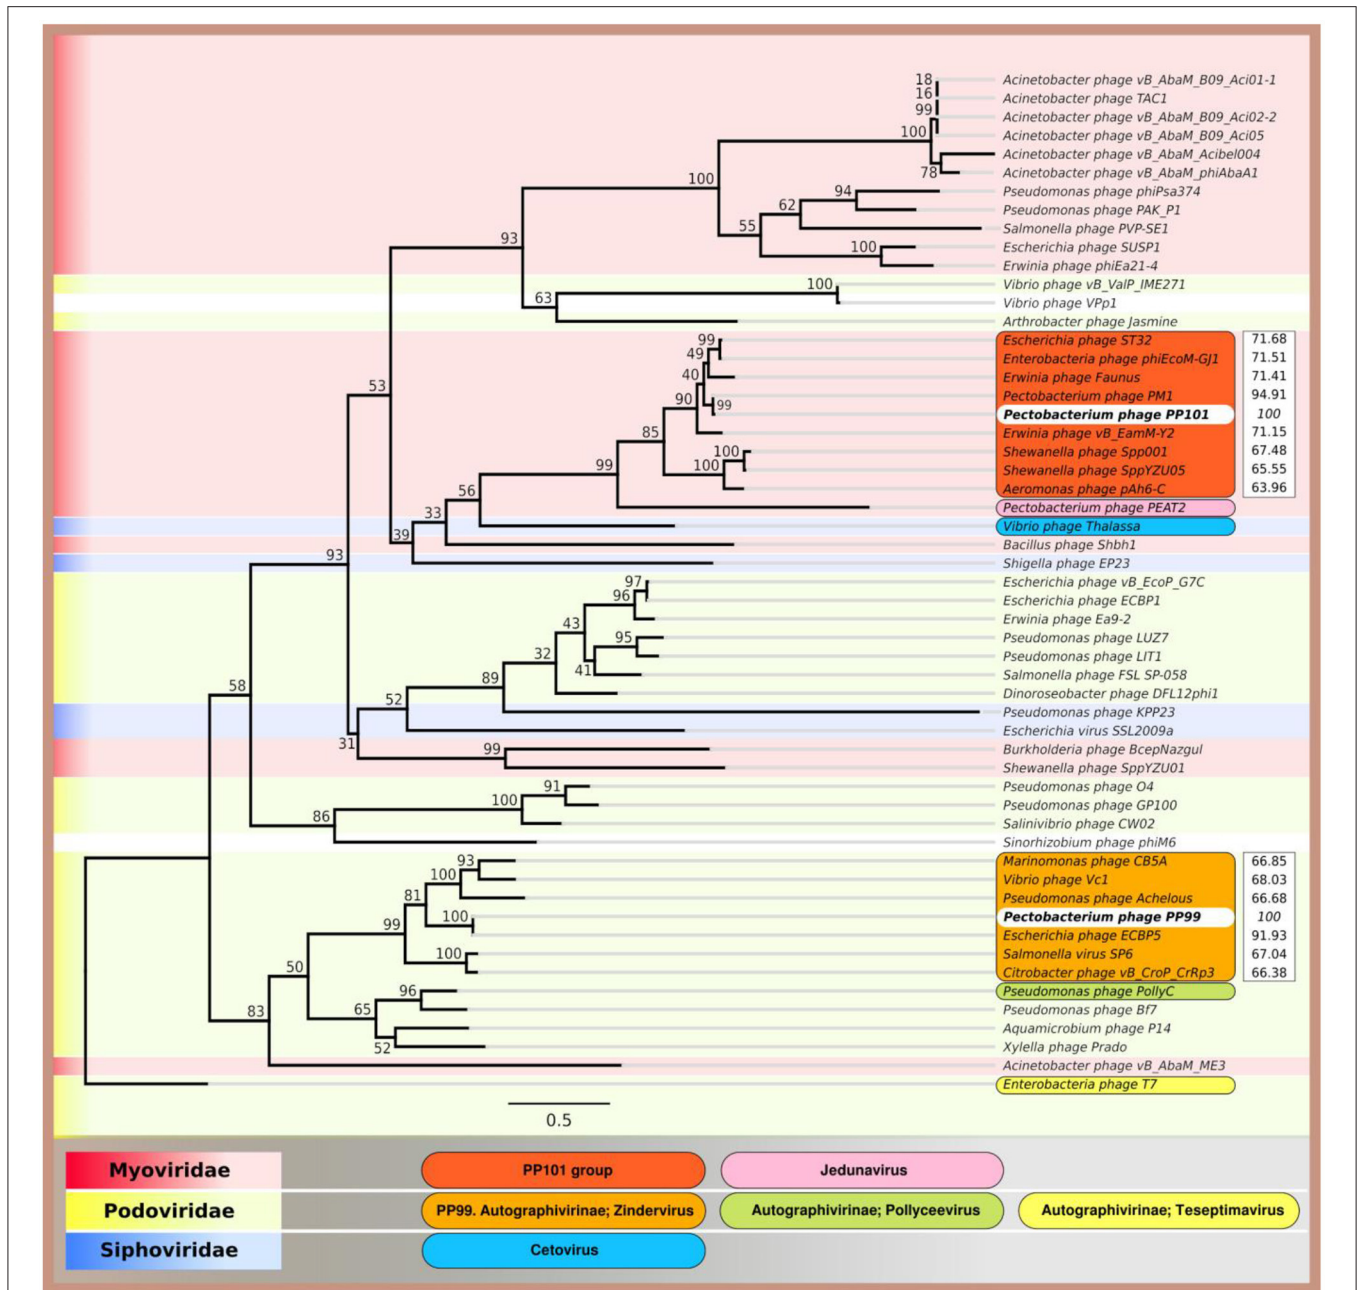 18 Acinetobacter phage vB_AbaM_B09_Aci01-1
16 Acinetobacter phage TAC1
99 Acinetobacter phage vB_AbaM_B09_Aci02-2
100 Acinetobacter phage vB_AbaM_B09_Aci05
Acinetobacter phage vB_AbaM_Acibel004
78 Acinetobacter phage vB_AbaM_phiAbaA1
100 94 Pseudomonas phage phiPsa374
62 Pseudomonas phage PAK_P1
55 Salmonella phage PVP-SE1
93 100 Escherichia phage SUSP1
Erwinia phage phiEa21-4
100 Vibrio phage vB_ValP_IME271
63 Vibrio phage VPp1
Arthrobacter phage Jasmine
99 Escherichia phage ST32 71.68
49 Enterobacteria phage phiEcoM-GJ1 71.51
40 Erwinia phage Faunus 71.41
53 90 Pectobacterium phage PM1 94.91
99 Pectobacterium phage PP101 100
85 Erwinia phage vB_EamM-Y2 71.15
100 Shewanella phage Spp001 67.48
99 100 Shewanella phage SppYZU05 65.55
56 Aeromonas phage pAh6-C 63.96
33 Pectobacterium phage PEAT2
39 Vibrio phage Thalassa
Bacillus phage Shbh1
93 Shigella phage EP23
97 Escherichia phage vB_EcoP_G7C
96 Escherichia phage ECBP1
43 Erwinia phage Ea9-2
95 Pseudomonas phage LUZ7
32 Pseudomonas phage LIT1
41 Salmonella phage FSL SP-058
58 89 Dinoroseobacter phage DFL12phi1
52 Pseudomonas phage KPP23
31 Escherichia virus SSL2009a
99 Burkholderia phage BcepNazgul
Shewanella phage SppYZU01
91 Pseudomonas phage O4
100 Pseudomonas phage GP100
86 Salinivibrio phage CW02
Sinorhizobium phage phiM6
93 Marinomonas phage CB5A 66.85
100 Vibrio phage Vc1 68.03
81 Pseudomonas phage Achelous 66.68
100 Pectobacterium phage PP99 100
99 Escherichia phage ECBP5 91.93
100 Salmonella virus SP6 67.04
50 Citrobacter phage vB_CroP_CrRp3 66.38
96 Pseudomonas phage PollyC
83 65 Pseudomonas phage Bf7
Aquamicrobium phage P14
52 Xylella phage Prado
Acinetobacter phage vB_AbaM_ME3
Enterobacteria phage T7
0.5
Myoviridae PP101 group Jedunavirus
Podoviridae PP99. Autographivirinae; Zindervirus Autographivirinae; Pollyceevirus Autographivirinae; Teseptimavirus
Siphoviridae Cetovirus